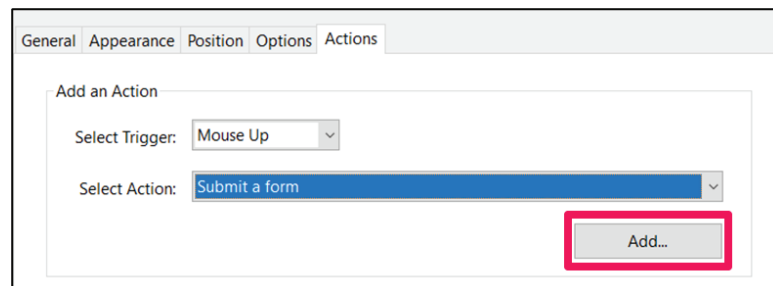 General Appearance Position Options Actions
Add an Action
Select Trigger: Mouse Up
Select Action: Submit a form
Add...